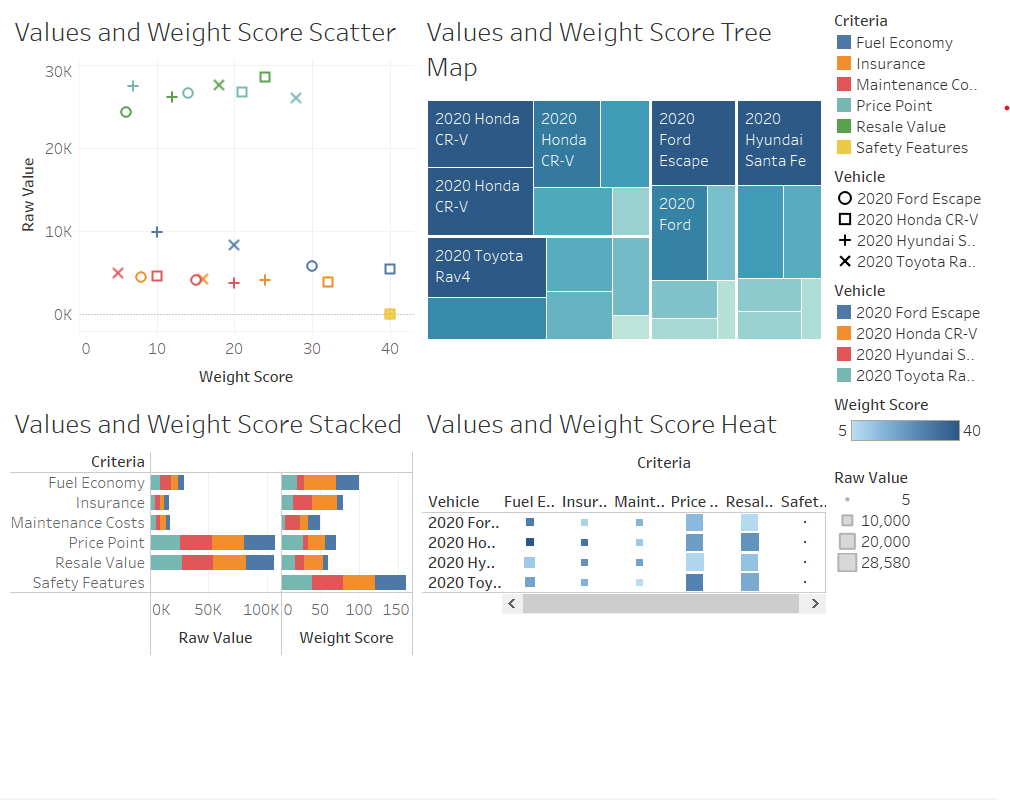 Values and Weight Score Scatter
30K
20K
10K
0K
Raw Value
0
10
20
30
40
Weight Score
Values and Weight Score Tree
Map
2020 Honda
CR-V
2020 Honda
CR-V
2020 Toyota
Rav4
2020
Honda
CR-V
2020
Ford
Escape
2020
Ford
2020
Hyundai
Santa Fe
Criteria
Fuel Economy
Insurance
Maintenance Co..
Price Point
Resale Value
Safety Features
Vehicle
2020 Ford Escape
2020 Honda CR-V
2020 Hyundai S..
2020 Toyota Ra..
Vehicle
2020 Ford Escape
2020 Honda CR-V
2020 Hyundai S..
2020 Toyota Ra..
Weight Score
5 40
Raw Value
5
10,000
20,000
28,580
Values and Weight Score Stacked
Criteria
Fuel Economy
Insurance
Maintenance Costs
Price Point
Resale Value
Safety Features
0K 50K 100K 0 50 100 150
Raw Value Weight Score
Values and Weight Score Heat
Criteria
Vehicle Fuel E.. Insur.. Maint.. Price .. Resal.. Safet..
2020 For..
2020 Ho..
2020 Hy..
2020 Toy..